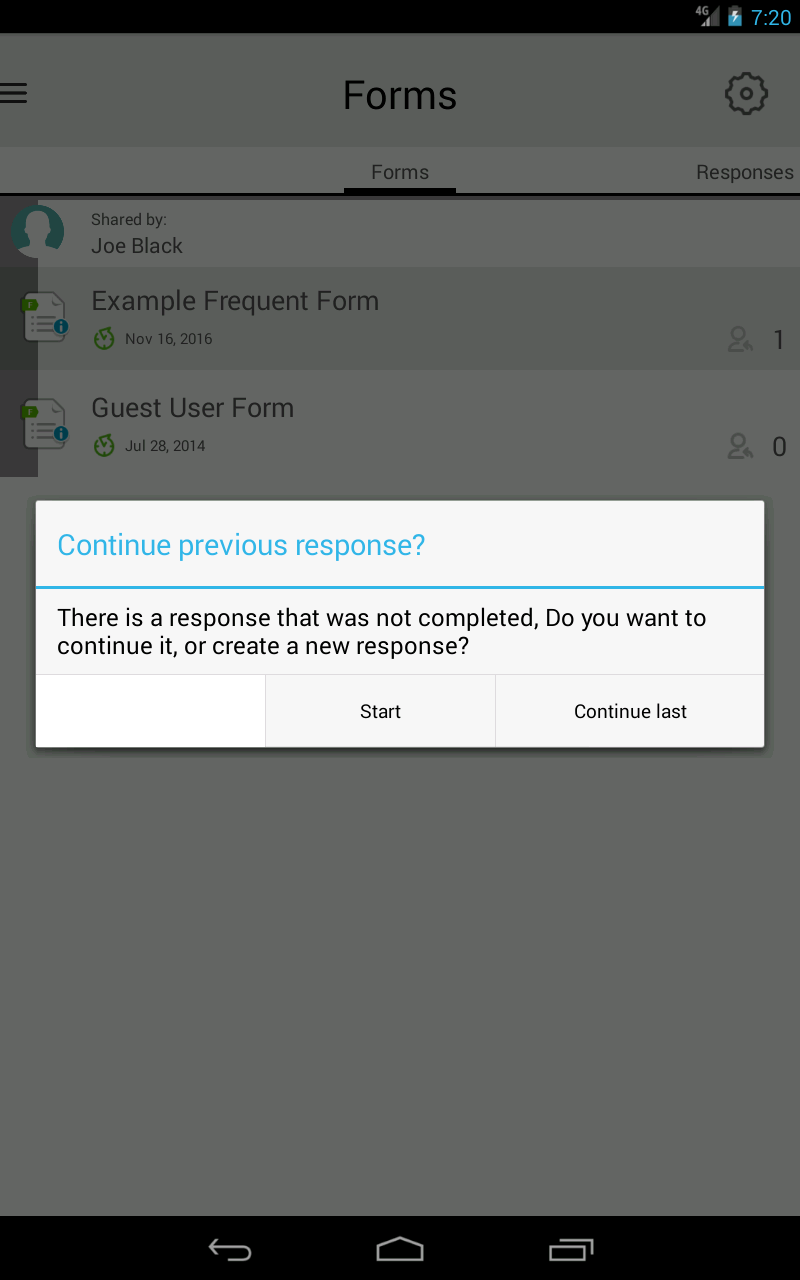 4G 7:20
Forms
Forms Responses
Shared by:
Joe Black
F
Example Frequent Form
Nov 16, 2016 1
F
Guest User Form
Jul 28, 2014 0
Continue previous response?
There is a response that was not completed, Do you want to
continue it, or create a new response?
Start Continue last